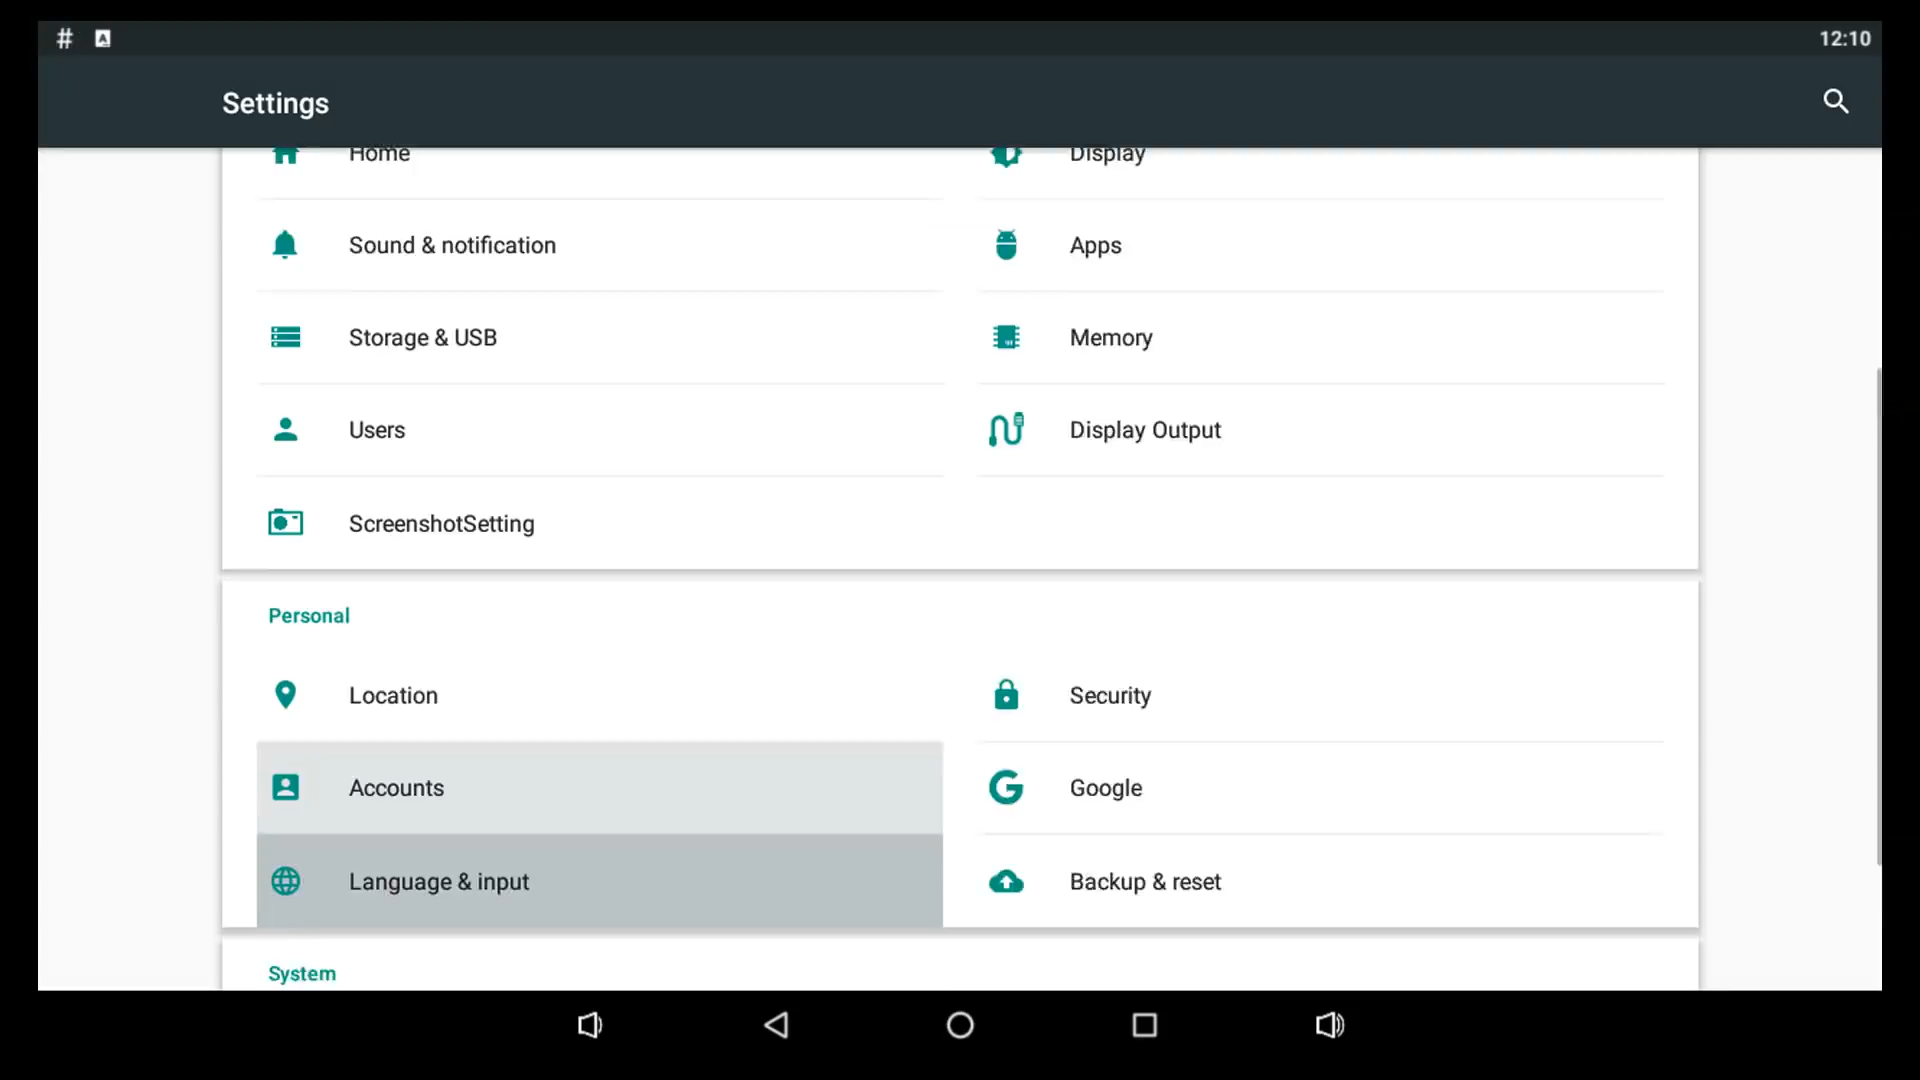 # A 12:10
Settings
Home Display
Sound & notification Apps
Storage & USB Memory
Users Display Output
ScreenshotSetting
Personal
Location Security
Accounts Google
Language & input Backup & reset
System